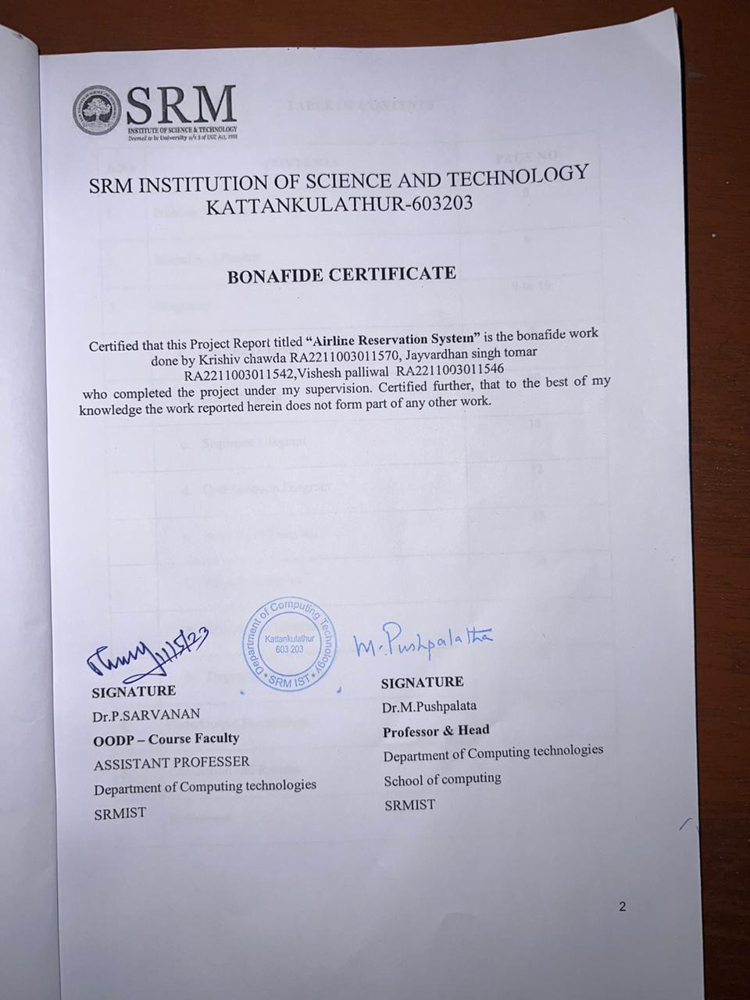 SRM
INSTITUTE OF SCIENCE & TECHNOLOGY
Deemed to be University u/s 3 of UGC Act, 1956
SRM INSTITUTION OF SCIENCE AND TECHNOLOGY
KATTANKULATHUR-603203
BONAFIDE CERTIFICATE
Certified that this Project Report titled “Airline Reservation System” is the bonafide work
done by Krishiv chawda RA2211003011570, Jayvardhan singh tomar
RA2211003011542,Vishesh palliwal RA2211003011546
who completed the project under my supervision. Certified further, that to the best of my
knowledge the work reported herein does not form part of any other work.
11/5/23
Department of Computing Technology
Kattankulathur
603 203
* SRM IST *
M. Pushpalatha
SIGNATURE
Dr.P.SARVANAN
OODP – Course Faculty
ASSISTANT PROFESSER
Department of Computing technologies
SRMIST
SIGNATURE
Dr.M.Pushpalata
Professor & Head
Department of Computing technologies
School of computing
SRMIST
2